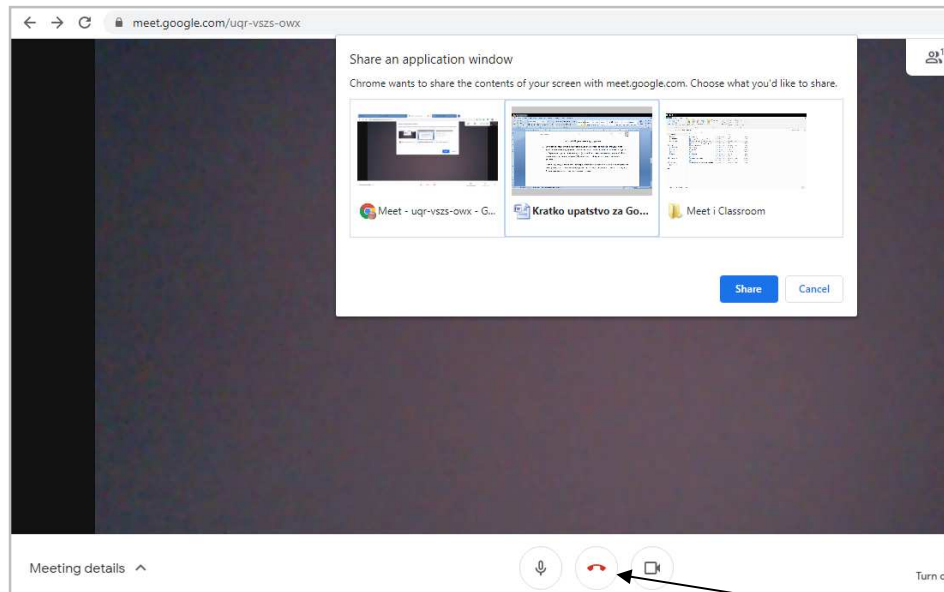 meet.google.com/uqr-vszs-owx
1
Share an application window
Chrome wants to share the contents of your screen with meet.google.com. Choose what you'd like to share.
Meet - uqr-vszs-owx - G...
Kratko upatstvo za Go...
Meet i Classroom
Share
Cancel
Meeting details
Turn